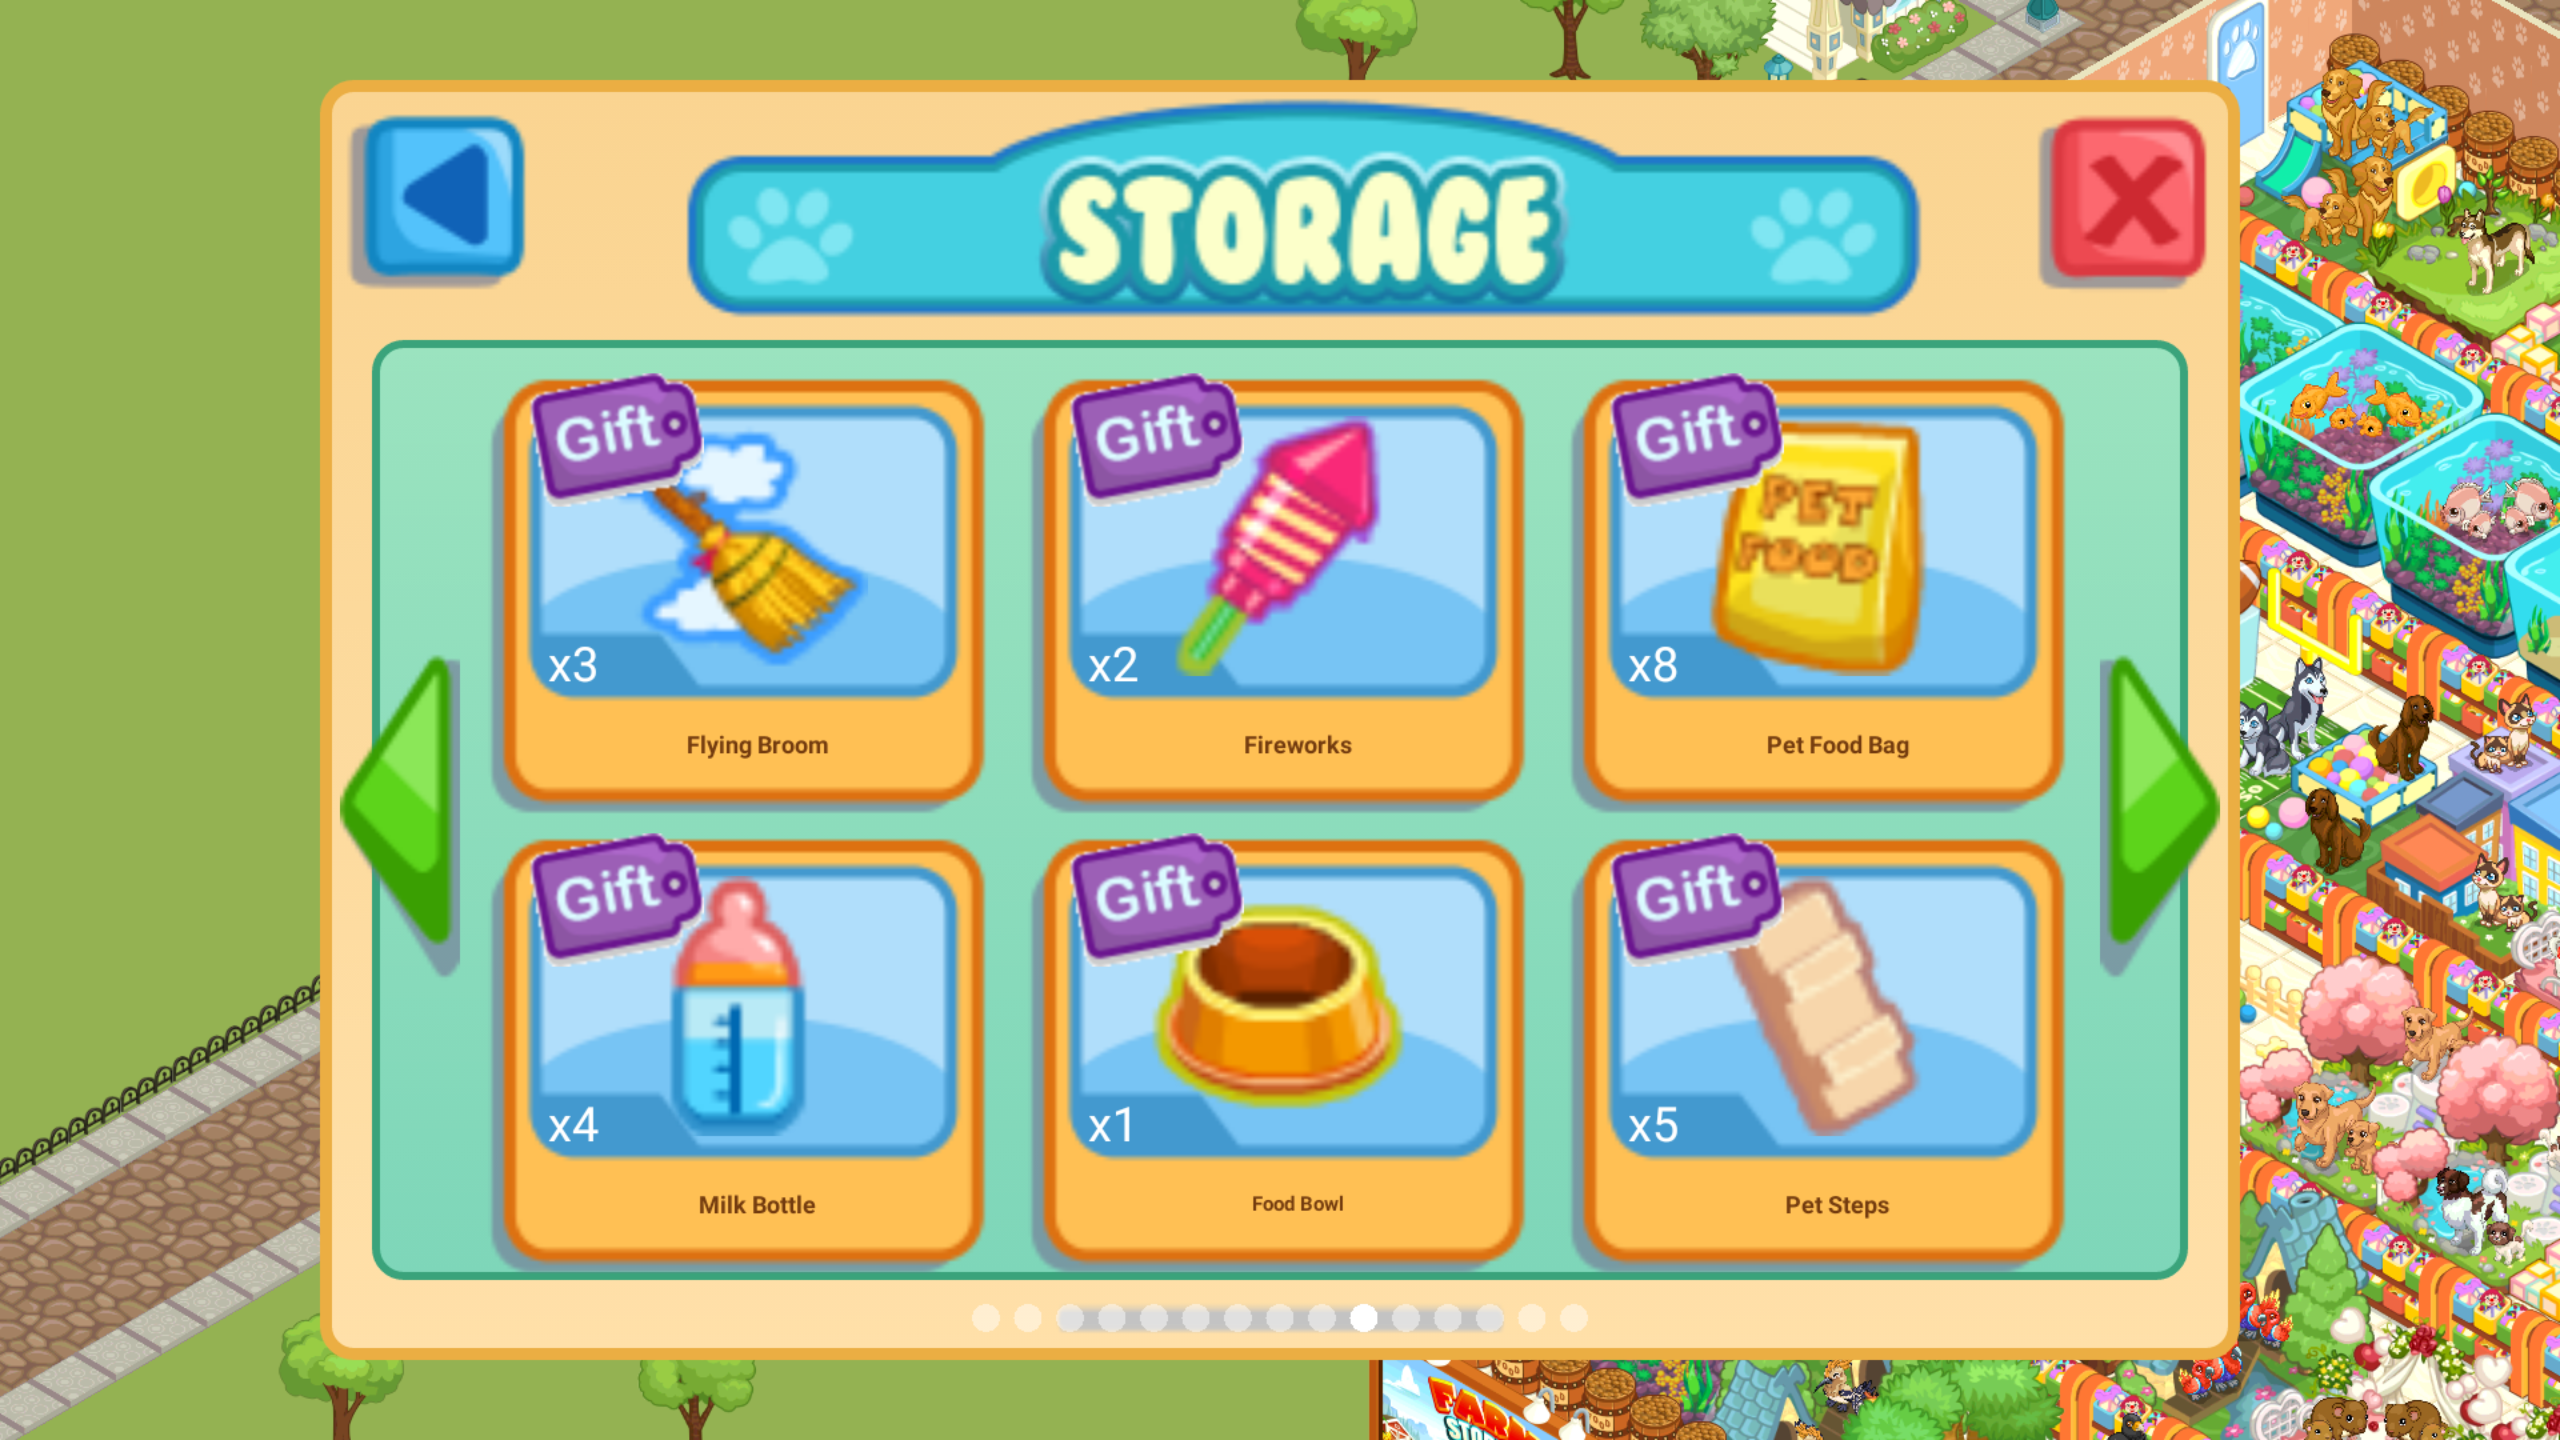 STORAGE
Gift
x3
Flying Broom
Gift
x2
Fireworks
Gift
PET
FOOD
x8
Pet Food Bag
Gift
x4
Milk Bottle
Gift
x1
Food Bowl
Gift
x5
Pet Steps